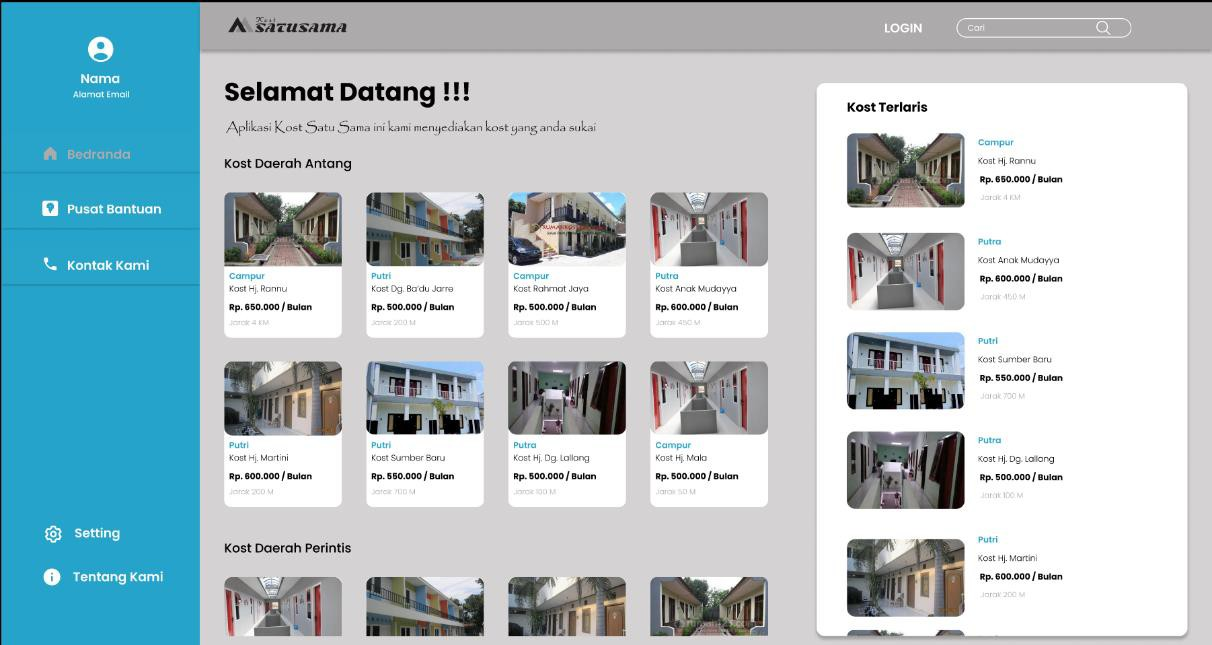 Nama
Alamat Email
Bedranda
Pusat Bantuan
Kontak Kami
Setting
Tentang Kami
Kost
SATUSAMA
LOGIN
Cari
Selamat Datang !!!
Aplikasi Kost Satu Sama ini kami menyediakan kost yang anda sukai
Kost Daerah Antang
Campur
Kost Hj. Rannu
Rp. 650.000 / Bulan
Jarak 4 KM
Putri
Kost Dg. Ba'du Jarre
Rp. 500.000 / Bulan
Jarak 200 M
Campur
Kost Rahmat Jaya
Rp. 500.000 / Bulan
Jarak 500 M
Putra
Kost Anak Mudayya
Rp. 600.000 / Bulan
Jarak 450 M
Putri
Kost Hj. Martini
Rp. 600.000 / Bulan
Jarak 200 M
Putri
Kost Sumber Baru
Rp. 550.000 / Bulan
Jarak 700 M
Putra
Kost Hj. Dg. Lallang
Rp. 500.000 / Bulan
Jarak 100 M
Campur
Kost Hj. Mala
Rp. 500.000 / Bulan
Jarak 50 M
Kost Daerah Perintis
Kost Terlaris
Campur
Kost Hj. Rannu
Rp. 650.000 / Bulan
Jarak 4 KM
Putra
Kost Anak Mudayya
Rp. 600.000 / Bulan
Jarak 450 M
Putri
Kost Sumber Baru
Rp. 550.000 / Bulan
Jarak 700 M
Putra
Kost Hj. Dg. Lallang
Rp. 500.000 / Bulan
Jarak 100 M
Putri
Kost Hj. Martini
Rp. 600.000 / Bulan
Jarak 200 M